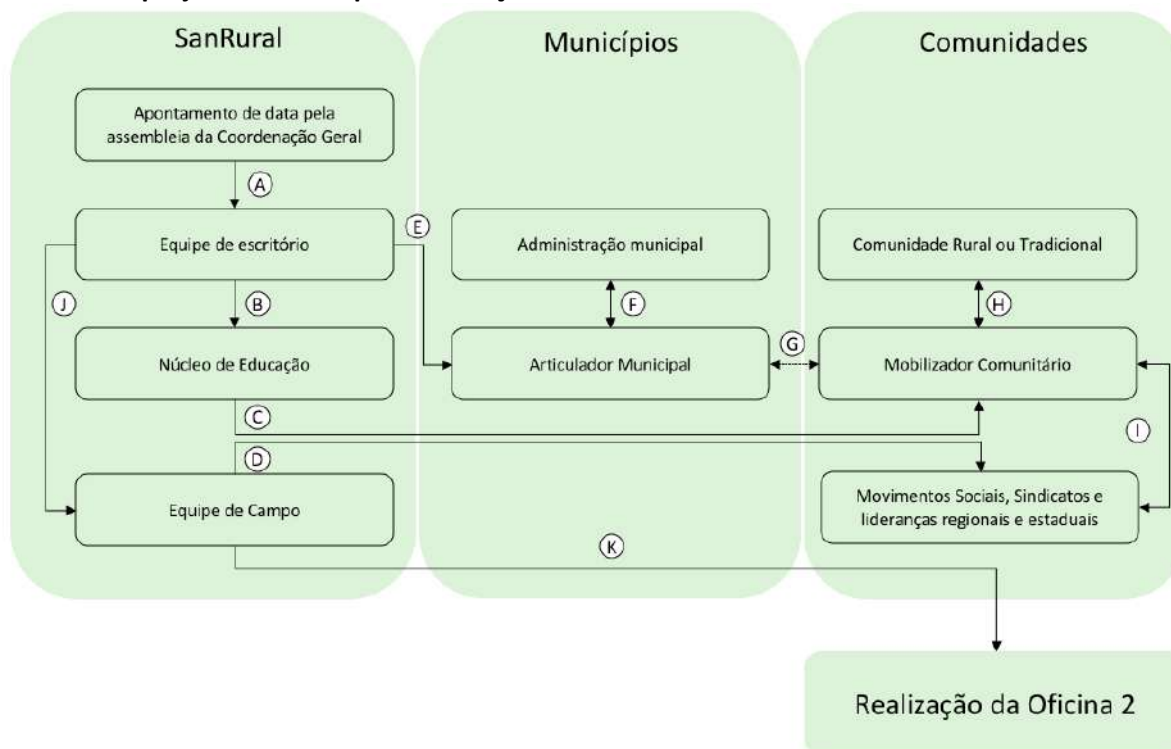 SanRural
Municípios
Comunidades
Apontamento de data pela
assembleia da Coordenação Geral
A
Equipe de escritório
E
Administração municipal
Comunidade Rural ou Tradicional
J
B
F
H
Núcleo de Educação
Articulador Municipal
G
Mobilizador Comunitário
C
I
D
Equipe de Campo
Movimentos Sociais, Sindicatos e
lideranças regionais e estaduais
K
Realização da Oficina 2